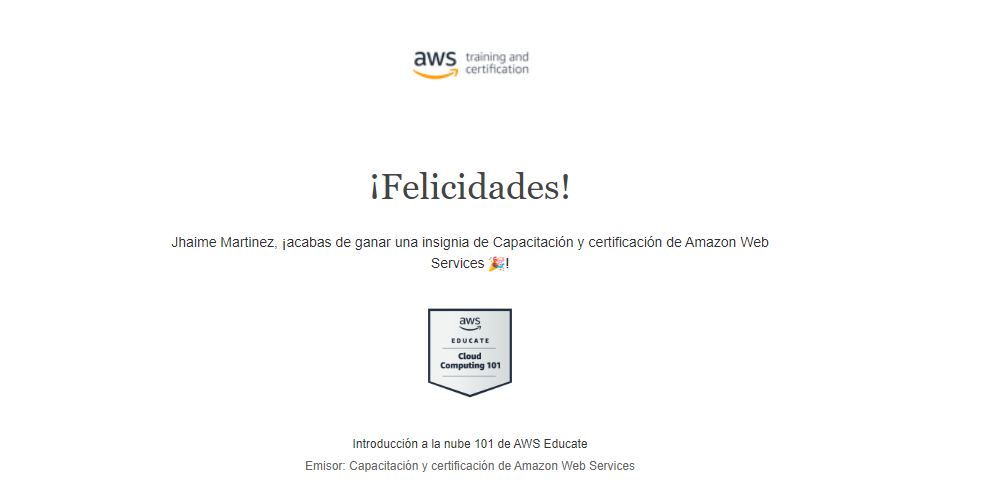 aws training and
certification
¡Felicidades!
Jhaime Martinez, ¡acabas de ganar una insignia de Capacitación y certificación de Amazon Web
Services 🎉!
aws
EDUCATE
Cloud
Computing 101
Introducción a la nube 101 de AWS Educate
Emisor: Capacitación y certificación de Amazon Web Services